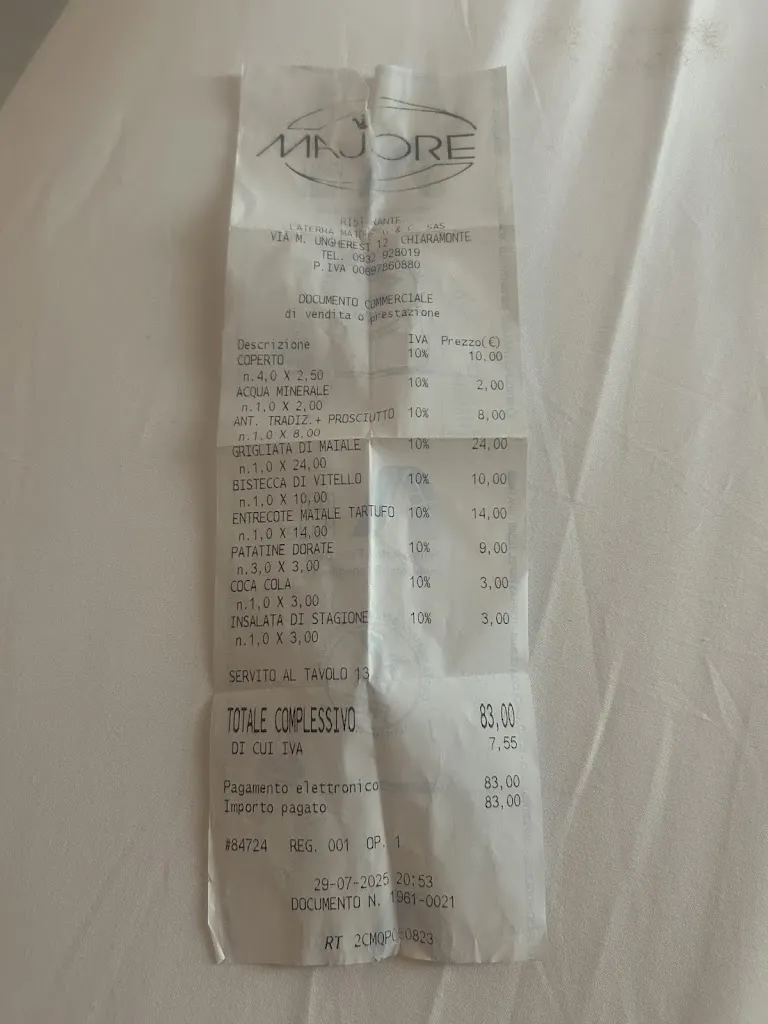 MAJORE
RISTORANTE
LATERRA MAJORE G & C. SAS
VIA M. UNGHERESI 12 CHIARAMONTE
TEL. 0932 928019
P.IVA 00897860880
DOCUMENTO COMMERCIALE
di vendita o prestazione
Descrizione IVA Prezzo(€)
COPERTO 10% 10,00
n.4,0 X 2,50
ACQUA MINERALE 10% 2,00
n.1,0 X 2,00
ANT. TRADIZ.+ PROSCIUTTO 10% 8,00
n.1,0 X 8,00
GRIGLIATA DI MAIALE 10% 24,00
n.1,0 X 24,00
BISTECCA DI VITELLO 10% 10,00
n.1,0 X 10,00
ENTRECOTE MAIALE TARTUFO 10% 14,00
n.1,0 X 14,00
PATATINE DORATE 10% 9,00
n.3,0 X 3,00
COCA COLA 10% 3,00
n.1,0 X 3,00
INSALATA DI STAGIONE 10% 3,00
n.1,0 X 3,00
SERVITO AL TAVOLO 13
TOTALE COMPLESSIVO 83,00
DI CUI IVA 7,55
Pagamento elettronico 83,00
Importo pagato 83,00
#84724 REG. 001 OP. 1
29-07-2025 20:53
DOCUMENTO N. 1961-0021
RT